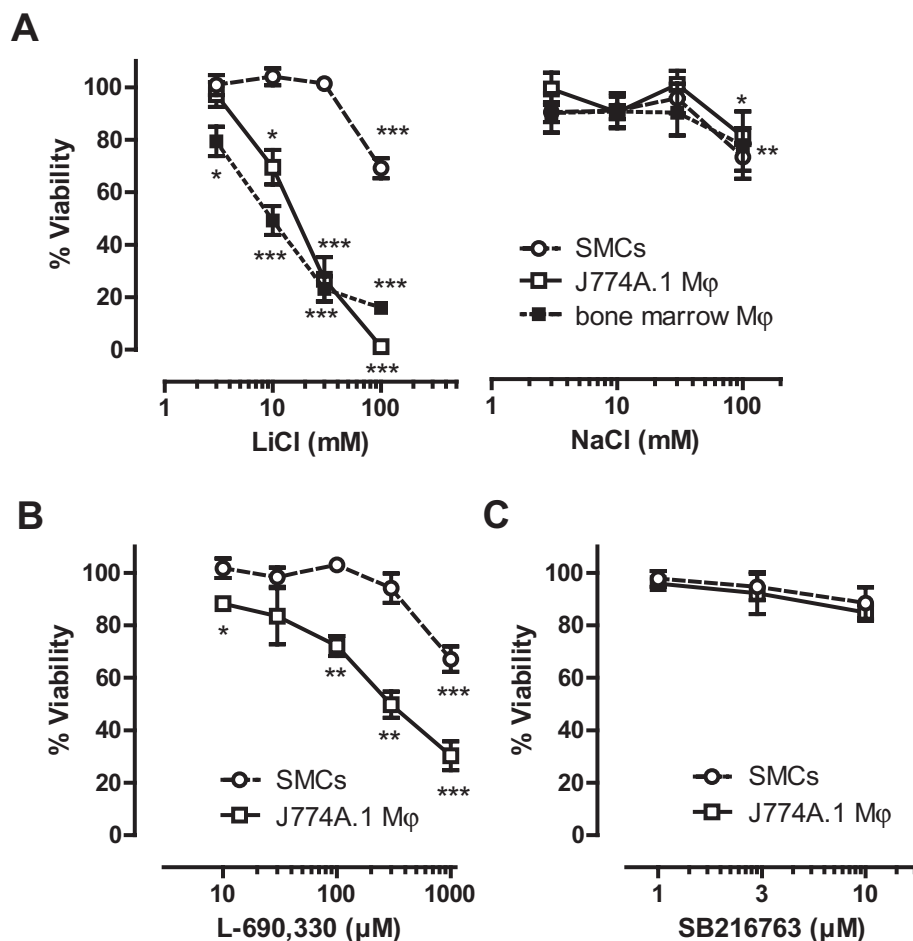 A
% Viability
100
80
60
40
20
0
*
*
***
***
***
***
***
***
1
10
100
LiCl (mM)
*
**
SMCs
J774A.1 Mφ
bone marrow Mφ
1
10
100
NaCl (mM)
B
% Viability
100
80
60
40
20
0
*
**
**
***
***
SMCs
J774A.1 Mφ
10
100
1000
L-690,330 (μM)
C
% Viability
100
80
60
40
20
0
SMCs
J774A.1 Mφ
1
3
10
SB216763 (μM)